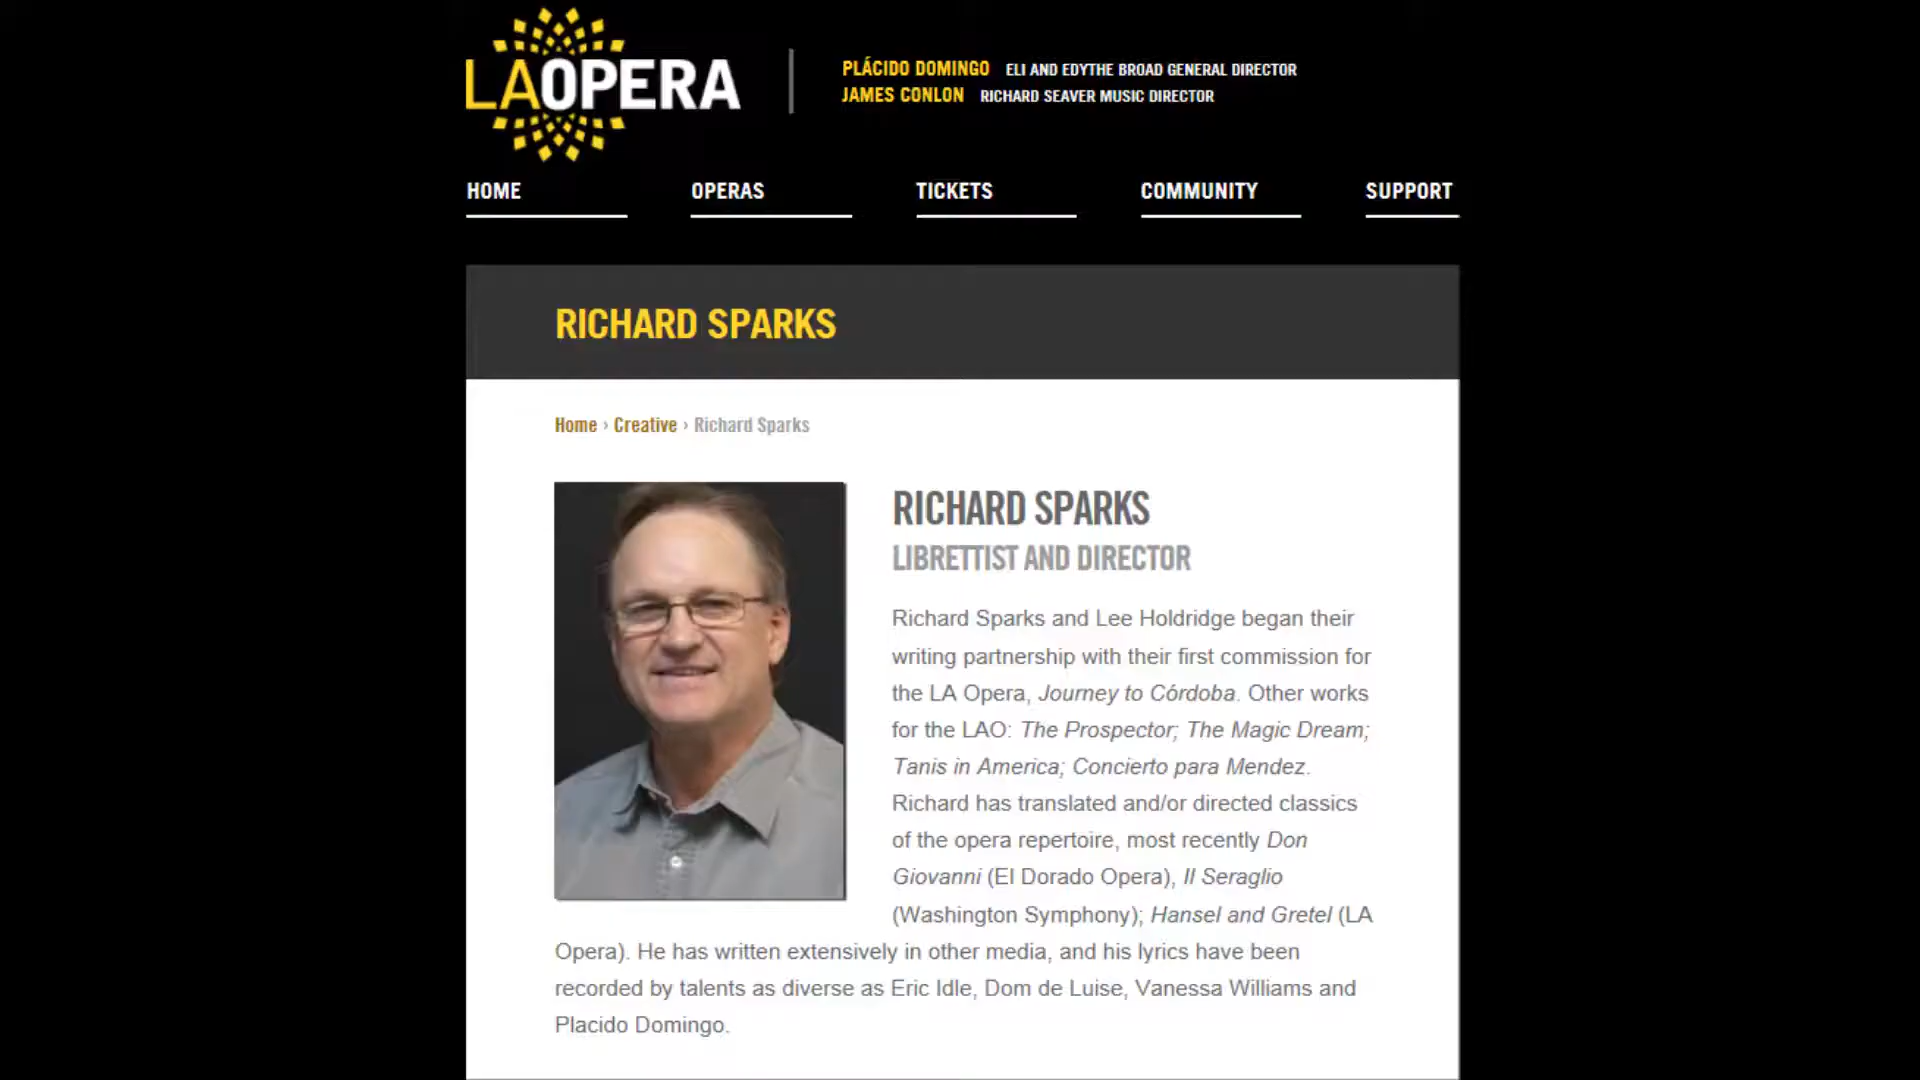 LAOPERA
PLÁCIDO DOMINGO ELI AND EDYTHE BROAD GENERAL DIRECTOR
JAMES CONLON RICHARD SEAVER MUSIC DIRECTOR
HOME OPERAS TICKETS COMMUNITY SUPPORT
RICHARD SPARKS
Home › Creative › Richard Sparks
RICHARD SPARKS
LIBRETTIST AND DIRECTOR
Richard Sparks and Lee Holdridge began their
writing partnership with their first commission for
the LA Opera, Journey to Córdoba. Other works
for the LAO: The Prospector; The Magic Dream;
Tanis in America; Concierto para Mendez.
Richard has translated and/or directed classics
of the opera repertoire, most recently Don
Giovanni (El Dorado Opera), Il Seraglio
(Washington Symphony); Hansel and Gretel (LA
Opera). He has written extensively in other media, and his lyrics have been
recorded by talents as diverse as Eric Idle, Dom de Luise, Vanessa Williams and
Placido Domingo.